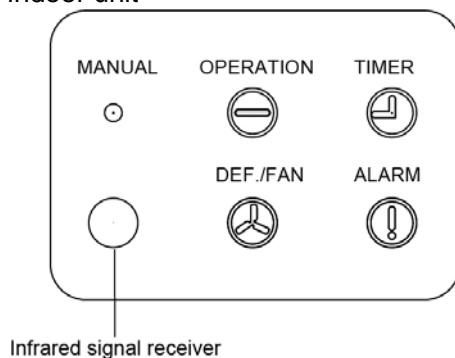 Indoor unit
MANUAL OPERATION TIMER
DEF./FAN ALARM
Infrared signal receiver